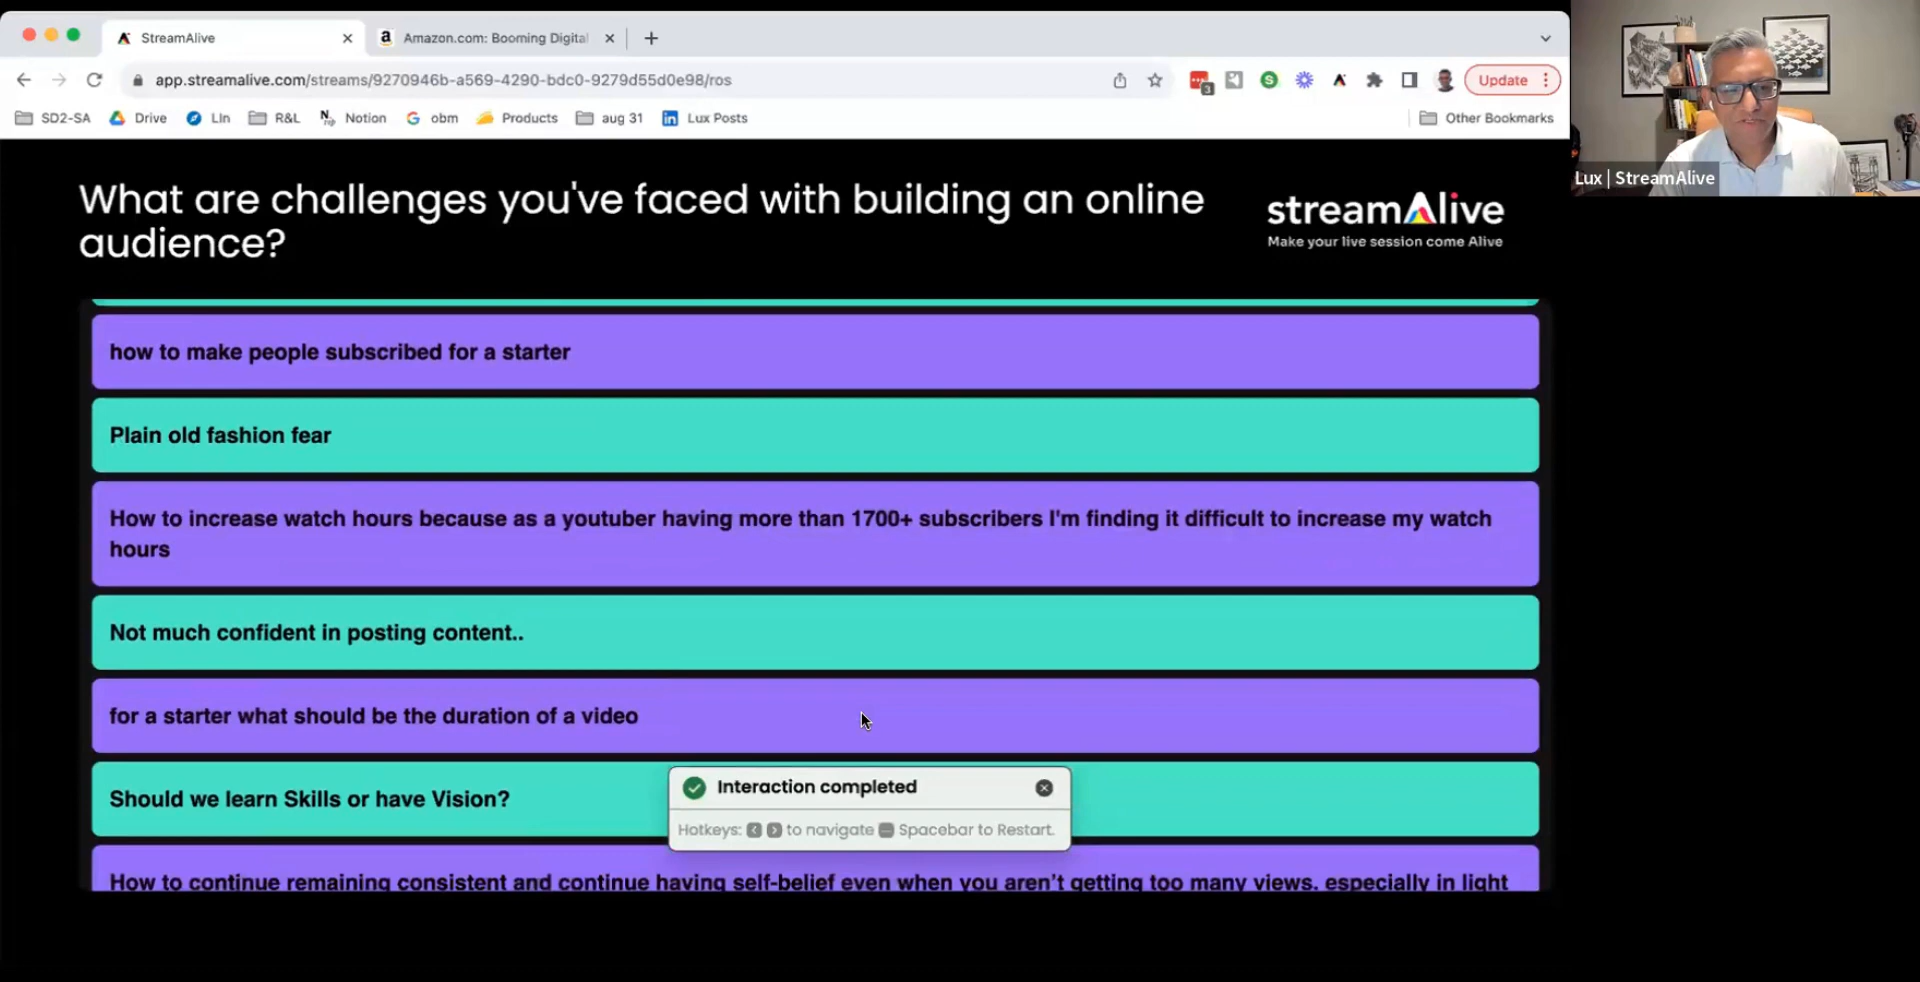 StreamAlive
Amazon.com: Booming Digital
app.streamalive.com/streams/9270946b-a569-4290-bdc0-9279d55d0e98/ros
3
Update
SD2-SA
Drive
LIn
R&L
Notion
obm
Products
aug 31
Lux Posts
Other Bookmarks
Lux | StreamAlive
What are challenges you've faced with building an online
audience?
streamAlive
Make your live session come Alive
how to make people subscribed for a starter
Plain old fashion fear
How to increase watch hours because as a youtuber having more than 1700+ subscribers I'm finding it difficult to increase my watch
hours
Not much confident in posting content..
for a starter what should be the duration of a video
Should we learn Skills or have Vision?
Interaction completed
Hotkeys: < > to navigate Spacebar to Restart.
How to continue remaining consistent and continue having self-belief even when you aren't getting too many views. especially in light